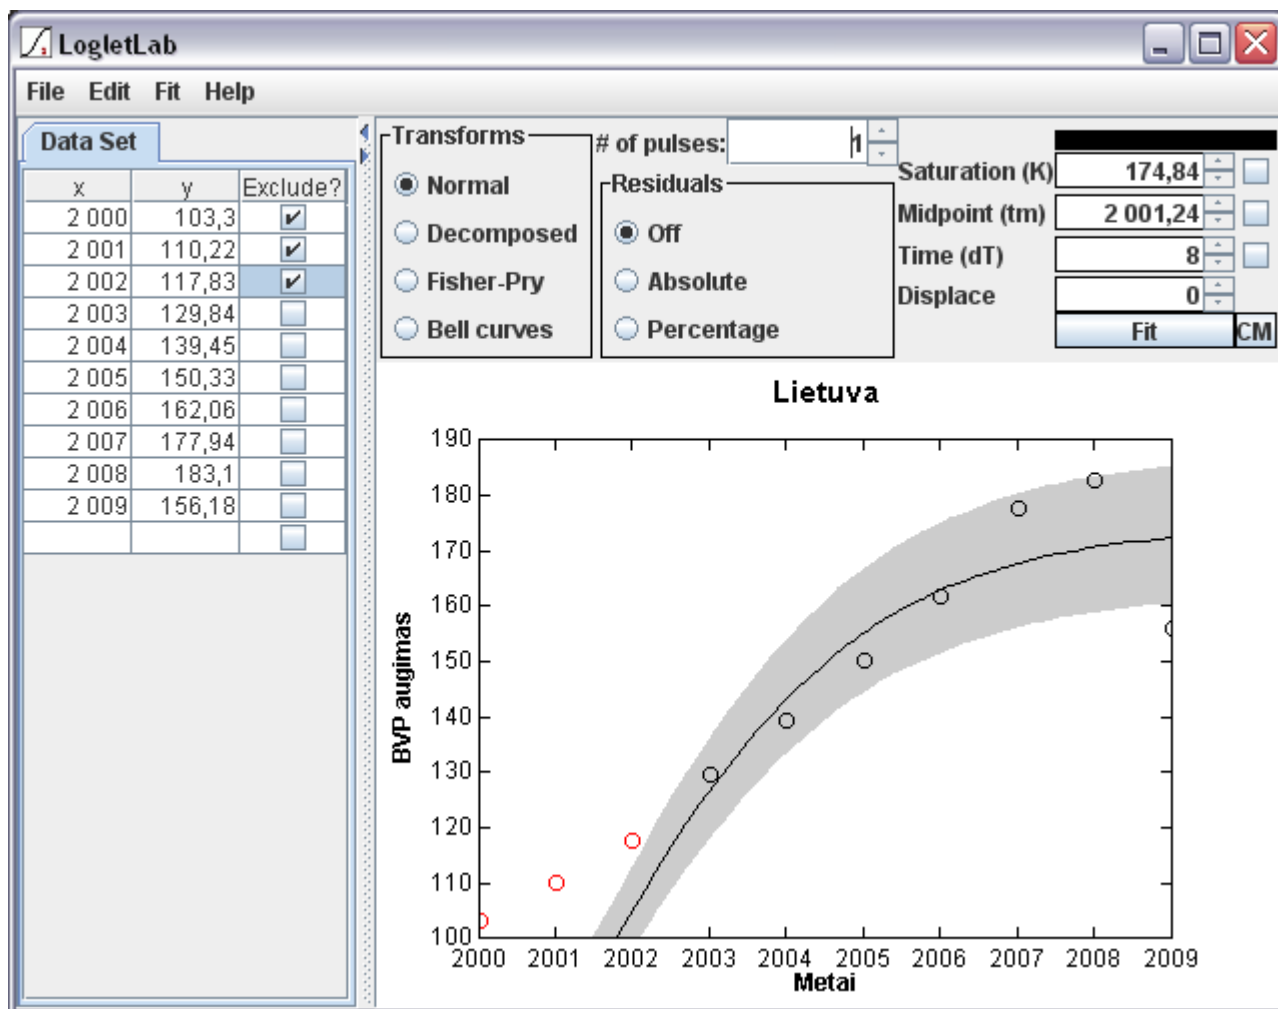 LogletLab
File Edit Fit Help
Data Set
x y Exclude?
2 000 103,3
2 001 110,22
2 002 117,83
2 003 129,84
2 004 139,45
2 005 150,33
2 006 162,06
2 007 177,94
2 008 183,1
2 009 156,18
Transforms
Normal
Decomposed
Fisher-Pry
Bell curves
# of pulses: 1
Residuals
Off
Absolute
Percentage
Saturation (K) 174,84
Midpoint (tm) 2 001,24
Time (dT) 8
Displace 0
Fit CM
Lietuva
BVP augimas
190
180
170
160
150
140
130
120
110
100
2000 2001 2002 2003 2004 2005 2006 2007 2008 2009
Metai